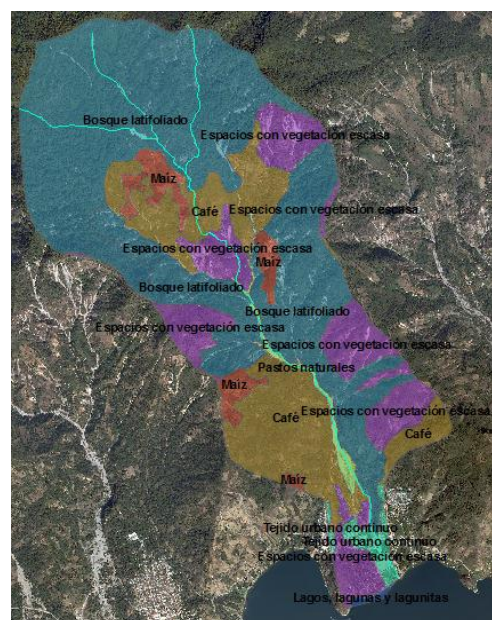 Bosque latifoliado
Espacios con vegetación escasa
Maíz
Café
Espacios con vegetación escasa
Espacios con vegetación escasa
Maíz
Bosque latifoliado
Bosque latifoliado
Espacios con vegetación escasa
Espacios con vegetación escasa
Pastos naturales
Maíz
Café
Espacios con vegetación escasa
Café
Maíz
Tejido urbano continuo
Tejido urbano continuo
Espacios con vegetación escasa
Lagos, lagunas y lagunitas